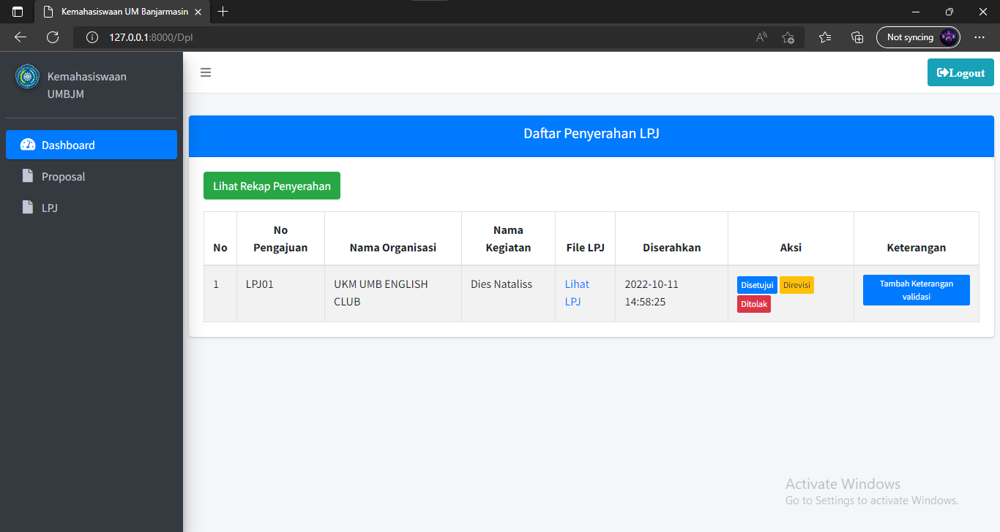 Kemahasiswaan UM Banjarmasin
127.0.0.1:8000/Dpl
Not syncing
Kemahasiswaan
UMBJM
Logout
Dashboard
Proposal
LPJ
Daftar Penyerahan LPJ
Lihat Rekap Penyerahan
No
No
Pengajuan
Nama Organisasi
Nama
Kegiatan
File LPJ
Diserahkan
Aksi
Keterangan
1
LPJ01
UKM UMB ENGLISH
CLUB
Dies Nataliss
Lihat
LPJ
2022-10-11
14:58:25
Disetujui Direvisi
Ditolak
Tambah Keterangan
validasi
Activate Windows
Go to Settings to activate Windows.